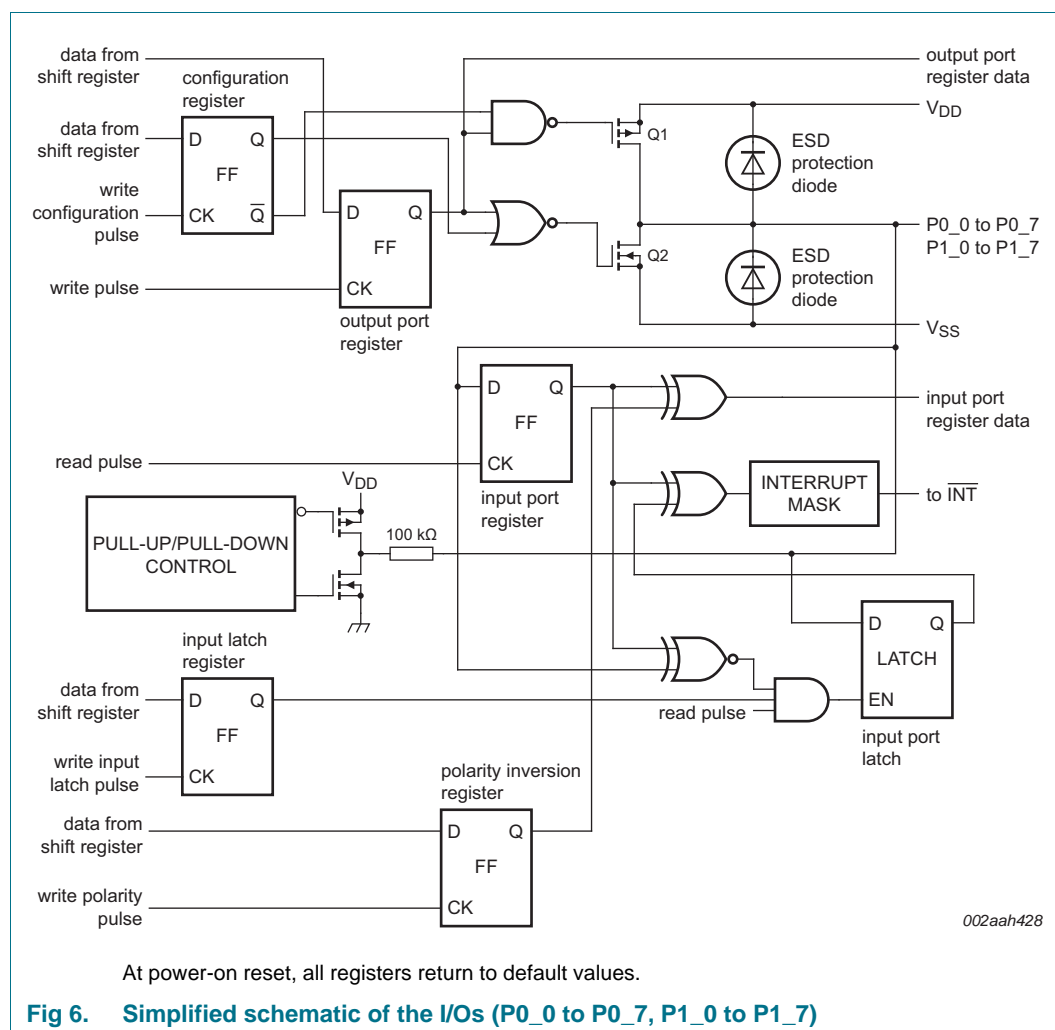 data from
shift register
configuration
register
output port
register data
data from
shift register
D
Q
FF
CK
Q
write
configuration
pulse
D
Q
FF
CK
write pulse
output port
register
Q1
Q2
VDD
ESD
protection
diode
P0_0 to P0_7
P1_0 to P1_7
ESD
protection
diode
VSS
D
Q
FF
CK
read pulse
input port
register
input port
register data
INTERRUPT
MASK
to INT
VDD
PULL-UP/PULL-DOWN
CONTROL
100 kΩ
D
Q
LATCH
EN
input port
latch
read pulse
input latch
register
data from
shift register
D
Q
FF
CK
write input
latch pulse
polarity inversion
register
data from
shift register
D
Q
FF
CK
write polarity
pulse
002aah428
At power-on reset, all registers return to default values.
Fig 6. Simplified schematic of the I/Os (P0_0 to P0_7, P1_0 to P1_7)